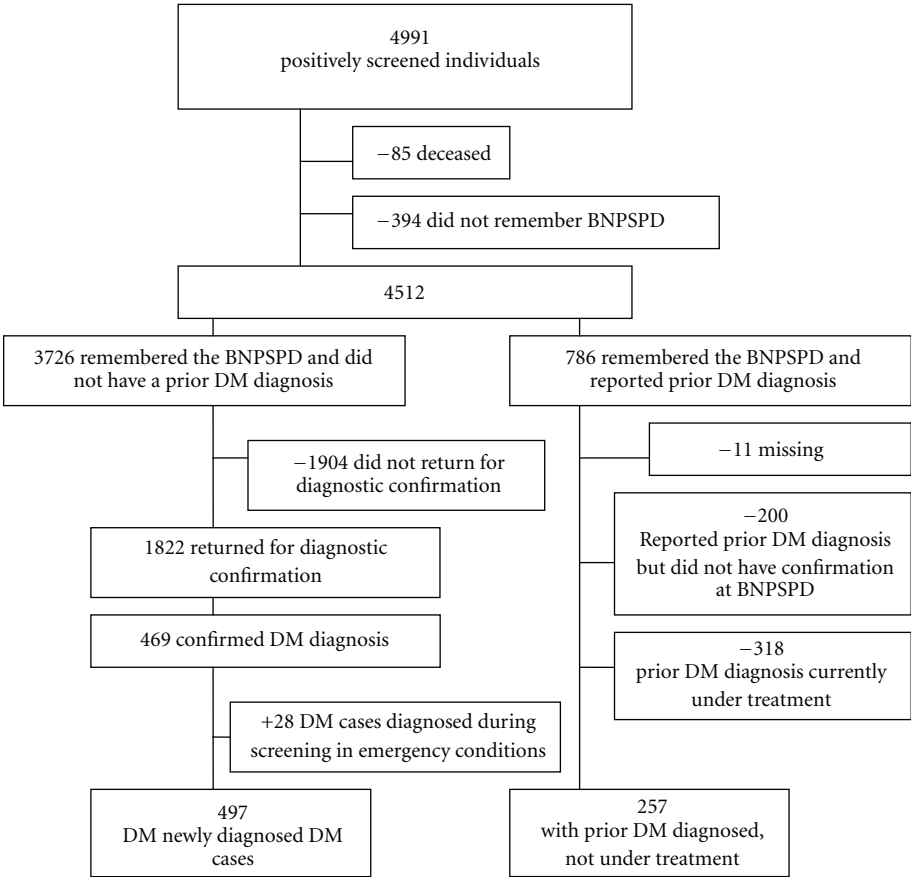 4991
positively screened individuals
−85 deceased
−394 did not remember BNPSPD
4512
3726 remembered the BNPSPD and did
not have a prior DM diagnosis
786 remembered the BNPSPD and
reported prior DM diagnosis
−1904 did not return for
diagnostic confirmation
−11 missing
−200
Reported prior DM diagnosis
but did not have confirmation
at BNPSPD
1822 returned for diagnostic
confirmation
469 confirmed DM diagnosis
−318
prior DM diagnosis currently
under treatment
+28 DM cases diagnosed during
screening in emergency conditions
497
DM newly diagnosed DM
cases
257
with prior DM diagnosed,
not under treatment